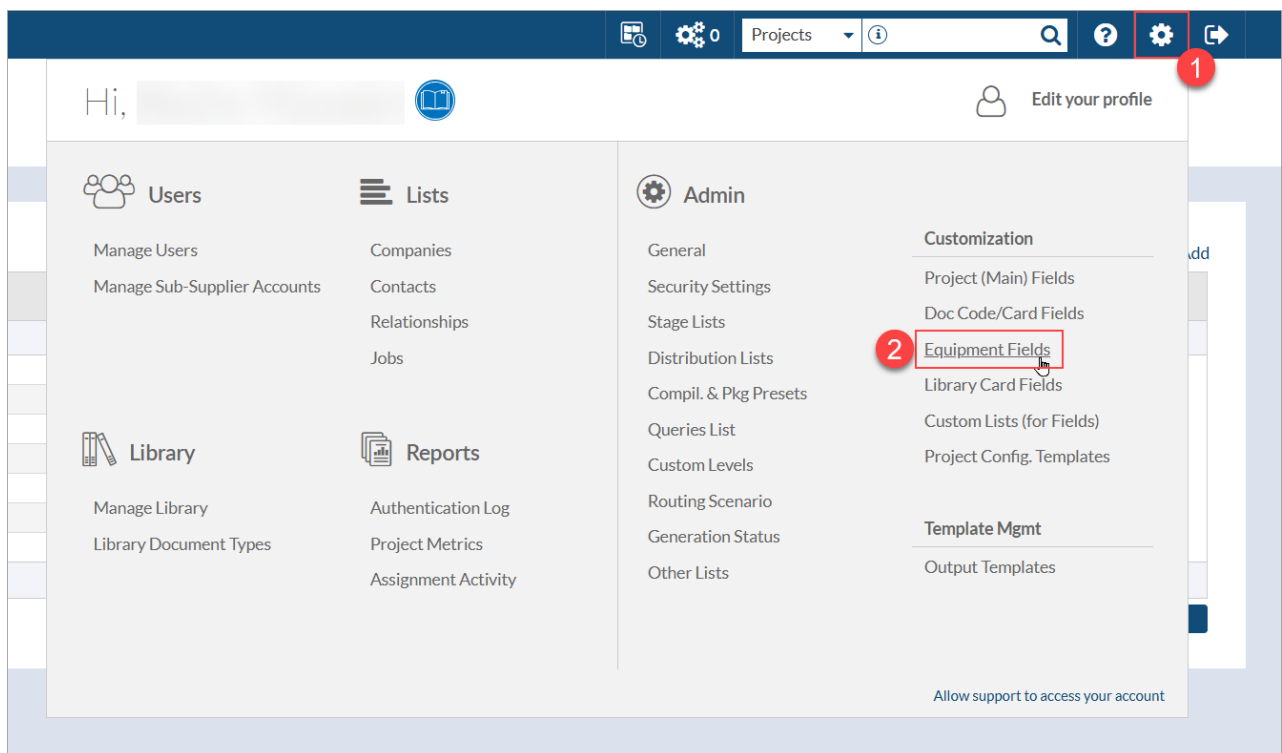 0
Projects
1
Hi,
Edit your profile
Users
Manage Users
Manage Sub-Supplier Accounts
Lists
Companies
Contacts
Relationships
Jobs
Library
Manage Library
Library Document Types
Reports
Authentication Log
Project Metrics
Assignment Activity
Admin
General
Security Settings
Stage Lists
Distribution Lists
Compil. & Pkg Presets
Queries List
Custom Levels
Routing Scenario
Generation Status
Other Lists
Customization
Project (Main) Fields
Doc Code/Card Fields
2
Equipment Fields
Library Card Fields
Custom Lists (for Fields)
Project Config. Templates
Template Mgmt
Output Templates
Allow support to access your account